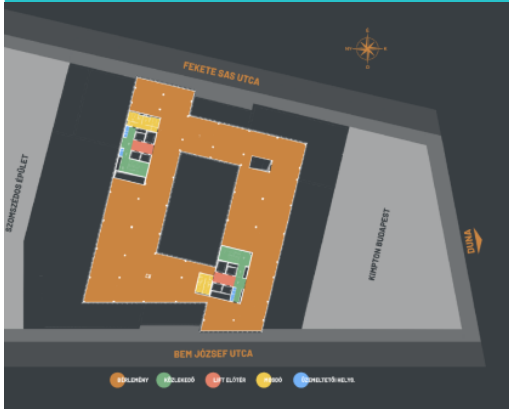 FEKETE SAS UTCA
SZOMSZÉDOS ÉPÜLET
KIMPTON BUDAPEST
DUNA
BEM JÓZSEF UTCA
BÉRLEMÉNY
KÖZLEKEDŐ
LIFT ELŐTÉR
MOSDÓ
ÜZEMELTETŐI HELYS.